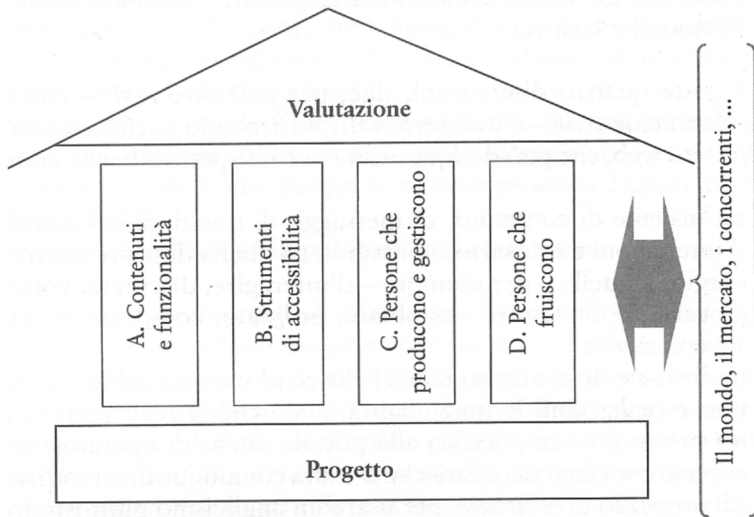 Valutazione
A. Contenuti
e funzionalità
B. Strumenti
di accessibilità
C. Persone che
producono e gestiscono
D. Persone che
fruiscono
Progetto
Il mondo, il mercato, i concorrenti, ...